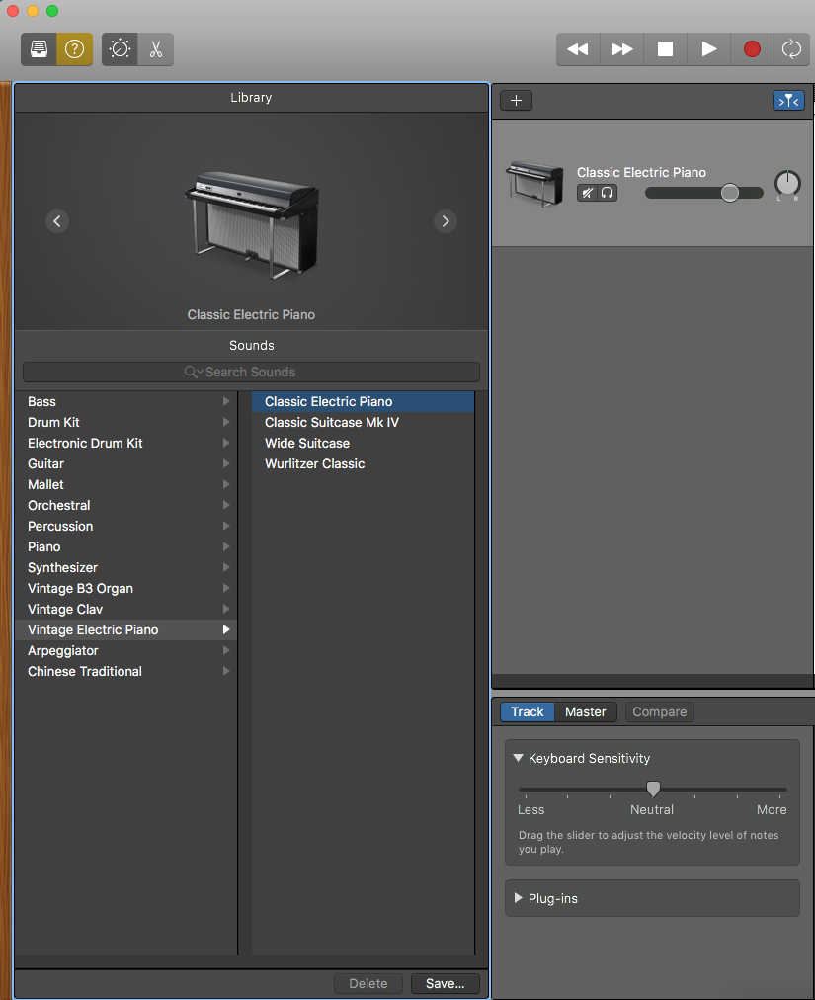 ?
Library
Classic Electric Piano
Sounds
Search Sounds
Bass
Drum Kit
Electronic Drum Kit
Guitar
Mallet
Orchestral
Percussion
Piano
Synthesizer
Vintage B3 Organ
Vintage Clav
Vintage Electric Piano
Arpeggiator
Chinese Traditional
Classic Electric Piano
Classic Suitcase Mk IV
Wide Suitcase
Wurlitzer Classic
Delete Save...
Classic Electric Piano
L R
Track Master Compare
Keyboard Sensitivity
Less Neutral More
Drag the slider to adjust the velocity level of notes
you play.
Plug-ins